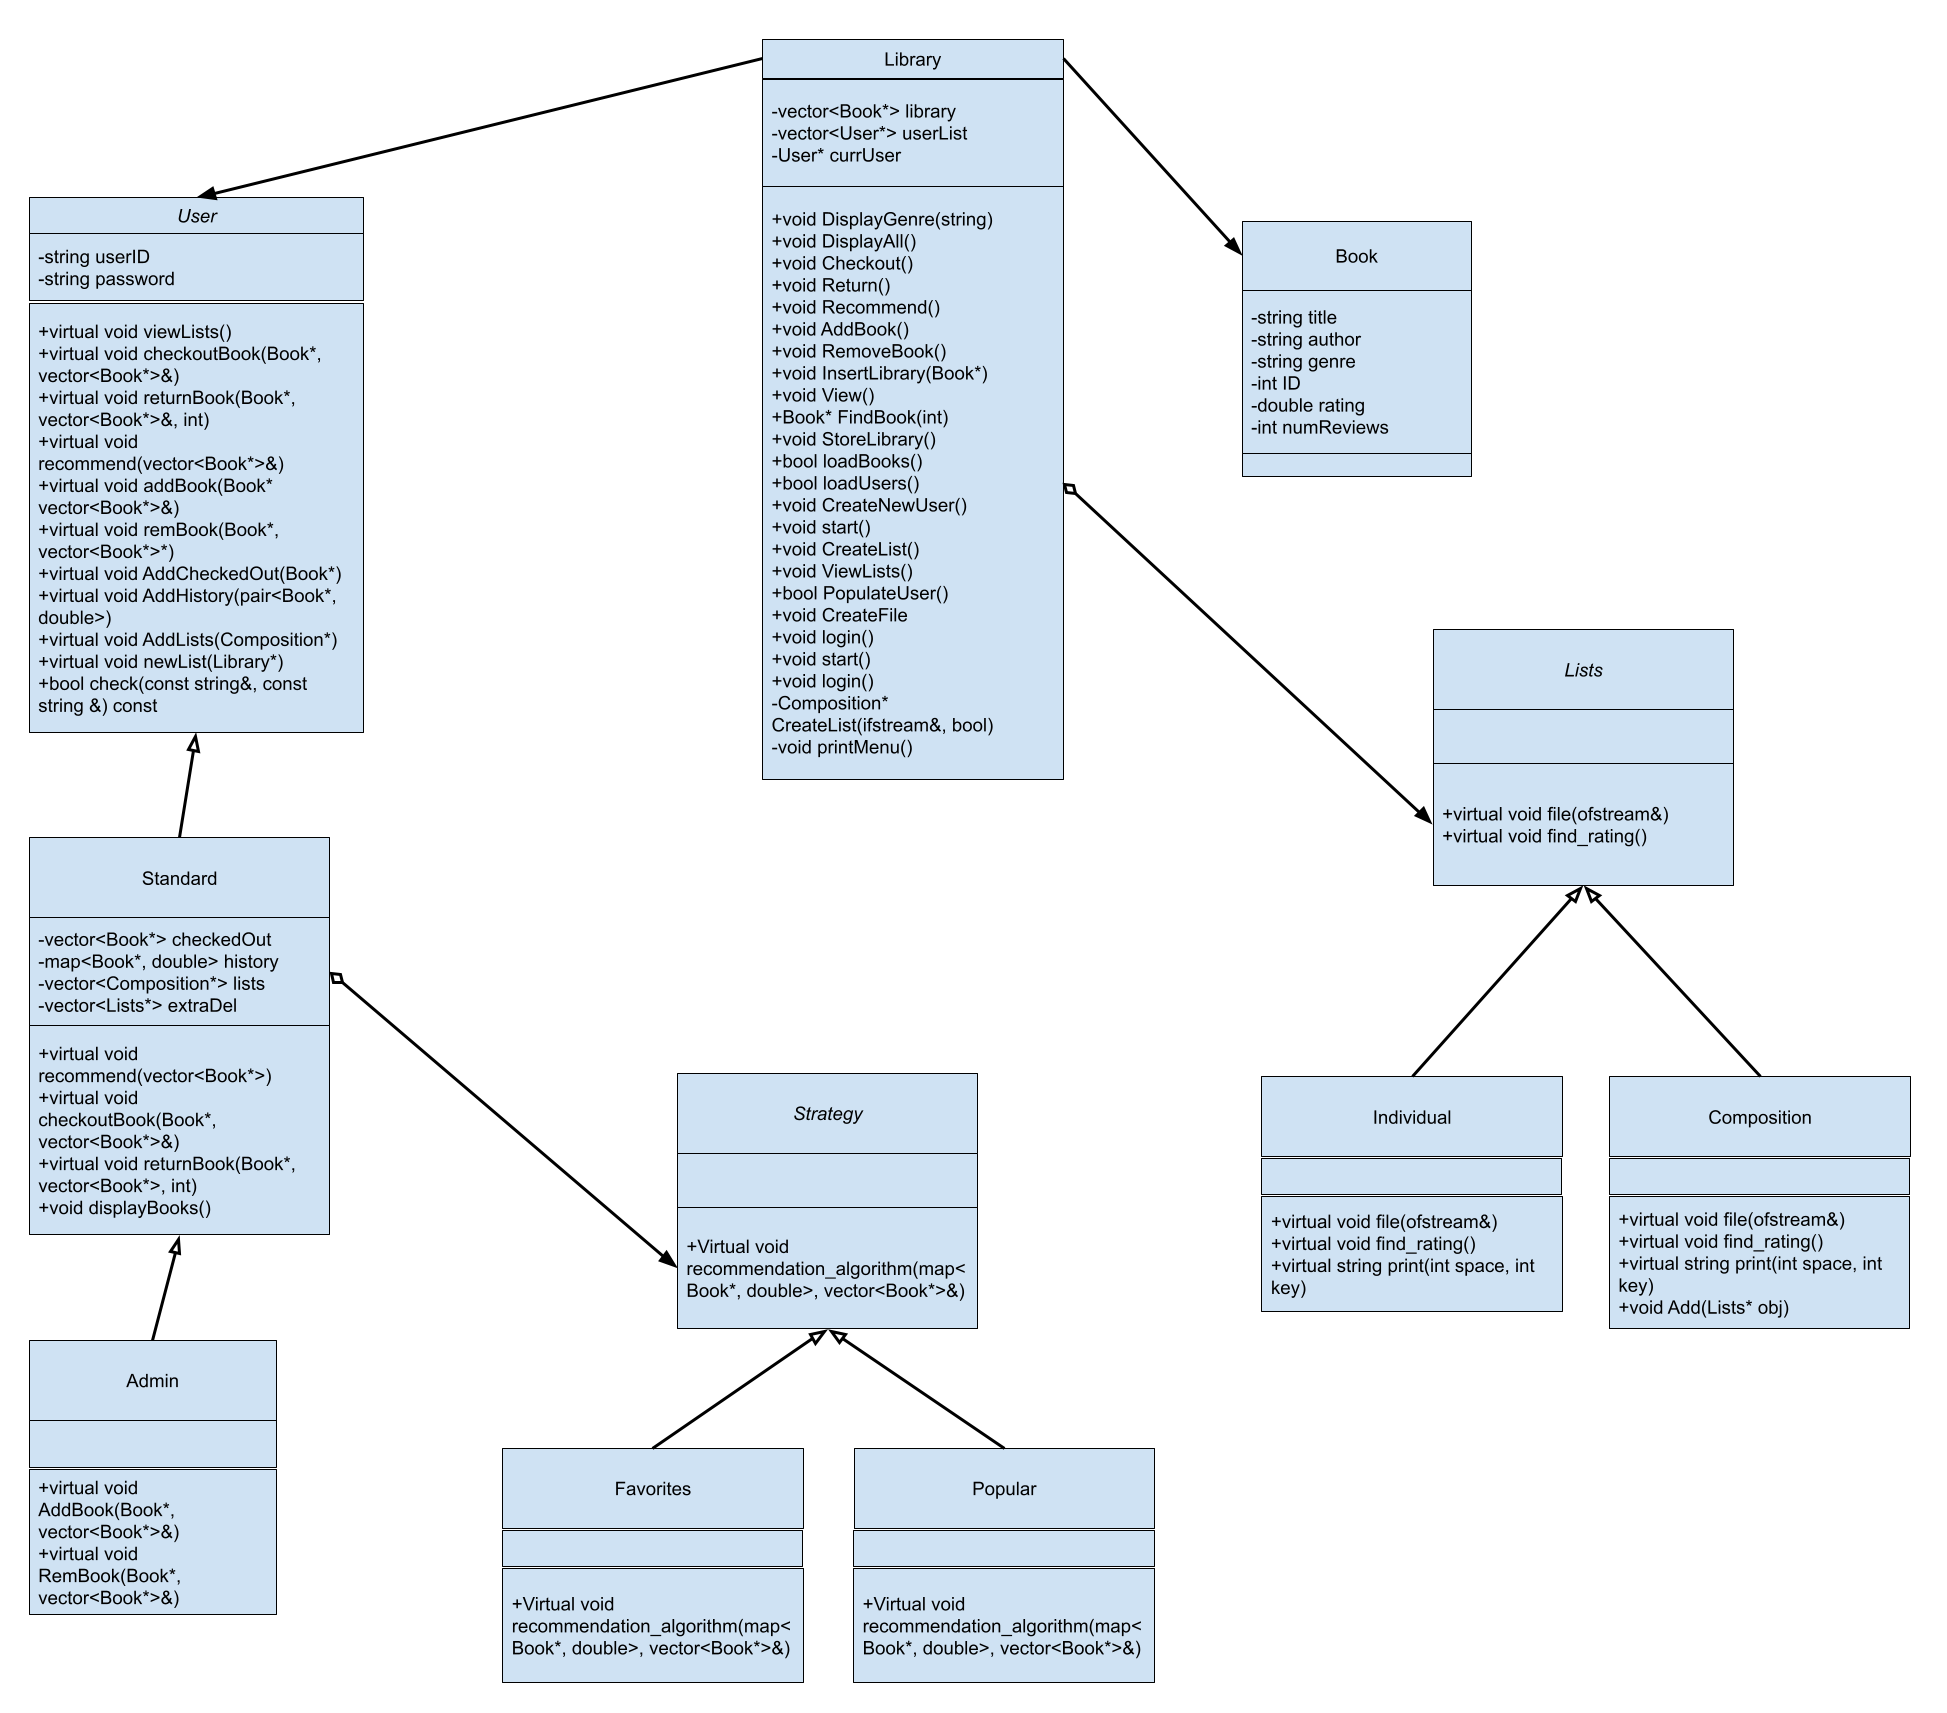 Library
-vector<Book*> library
-vector<User*> userList
-User* currUser
+void DisplayGenre(string)
+void DisplayAll()
+void Checkout()
+void Return()
+void Recommend()
+void AddBook()
+void RemoveBook()
+void InsertLibrary(Book*)
+void View()
+Book* FindBook(int)
+void StoreLibrary()
+bool loadBooks()
+bool loadUsers()
+void CreateNewUser()
+void start()
+void CreateList()
+void ViewLists()
+bool PopulateUser()
+void CreateFile
+void login()
+void start()
+void login()
-Composition*
CreateList(ifstream&, bool)
-void printMenu()
User
-string userID
-string password
+virtual void viewLists()
+virtual void checkoutBook(Book*,
vector<Book*>&)
+virtual void returnBook(Book*,
vector<Book*>&, int)
+virtual void
recommend(vector<Book*>&)
+virtual void addBook(Book*
vector<Book*>&)
+virtual void remBook(Book*,
vector<Book*>*)
+virtual void AddCheckedOut(Book*)
+virtual void AddHistory(pair<Book*,
double>)
+virtual void AddLists(Composition*)
+virtual void newList(Library*)
+bool check(const string&, const
string &) const
Book
-string title
-string author
-string genre
-int ID
-double rating
-int numReviews
Lists
+virtual void file(ofstream&)
+virtual void find_rating()
Standard
-vector<Book*> checkedOut
-map<Book*, double> history
-vector<Composition*> lists
-vector<Lists*> extraDel
+virtual void
recommend(vector<Book*>)
+virtual void
checkoutBook(Book*,
vector<Book*>&)
+virtual void returnBook(Book*,
vector<Book*>, int)
+void displayBooks()
Strategy
+Virtual void
recommendation_algorithm(map<
Book*, double>, vector<Book*>&)
Individual
+virtual void file(ofstream&)
+virtual void find_rating()
+virtual string print(int space, int
key)
Composition
+virtual void file(ofstream&)
+virtual void find_rating()
+virtual string print(int space, int
key)
+void Add(Lists* obj)
Admin
+virtual void
AddBook(Book*,
vector<Book*>&)
+virtual void
RemBook(Book*,
vector<Book*>&)
Favorites
+Virtual void
recommendation_algorithm(map<
Book*, double>, vector<Book*>&)
Popular
+Virtual void
recommendation_algorithm(map<
Book*, double>, vector<Book*>&)